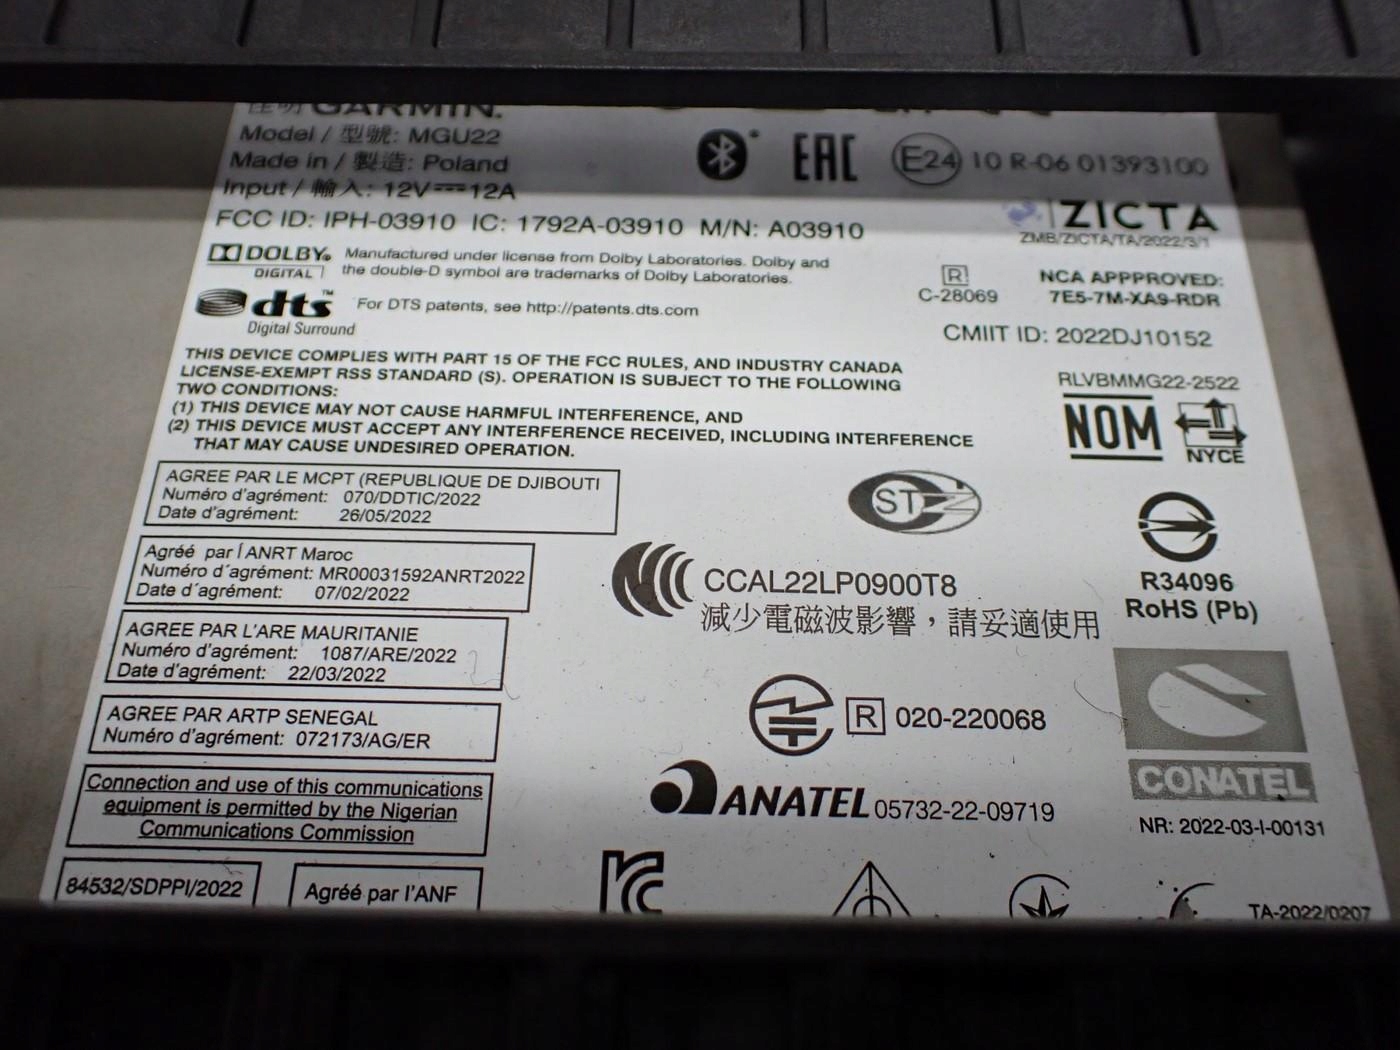 佳明 GARMIN.
Model / 型號: MGU22
Made in / 製造: Poland
Input / 輸入: 12V 12A
EAC
E24 10 R-06 01393100
FCC ID: IPH-03910 IC: 1792A-03910 M/N: A03910
ZICTA
ZMB/ZICTA/TA/2022/3/1
DOLBY®
DIGITAL
Manufactured under license from Dolby Laboratories. Dolby and
the double-D symbol are trademarks of Dolby Laboratories.
R
C-28069
NCA APPPROVED:
7E5-7M-XA9-RDR
dts™
Digital Surround
For DTS patents, see http://patents.dts.com
CMIIT ID: 2022DJ10152
THIS DEVICE COMPLIES WITH PART 15 OF THE FCC RULES, AND INDUSTRY CANADA
LICENSE-EXEMPT RSS STANDARD (S). OPERATION IS SUBJECT TO THE FOLLOWING
TWO CONDITIONS:
(1) THIS DEVICE MAY NOT CAUSE HARMFUL INTERFERENCE, AND
(2) THIS DEVICE MUST ACCEPT ANY INTERFERENCE RECEIVED, INCLUDING INTERFERENCE
THAT MAY CAUSE UNDESIRED OPERATION.
RLVBMMG22-2522
NOM
NYCE
AGREE PAR LE MCPT (REPUBLIQUE DE DJIBOUTI
Numéro d'agrément: 070/DDTIC/2022
Date d'agrément: 26/05/2022
Agréé par l ́ANRT Maroc
Numéro d´agrément: MR00031592ANRT2022
Date d'agrément: 07/02/2022
CCAL22LP0900T8
減少電磁波影響，請妥適使用
R34096
RoHS (Pb)
AGREE PAR L'ARE MAURITANIE
Numéro d'agrément: 1087/ARE/2022
Date d'agrément: 22/03/2022
AGREE PAR ARTP SENEGAL
Numéro d'agrément: 072173/AG/ER
R 020-220068
ANATEL 05732-22-09719
CONATEL
NR: 2022-03-I-00131
Connection and use of this communications
equipment is permitted by the Nigerian
Communications Commission
84532/SDPPI/2022
Agréé par l'ANF
TA-2022/0207